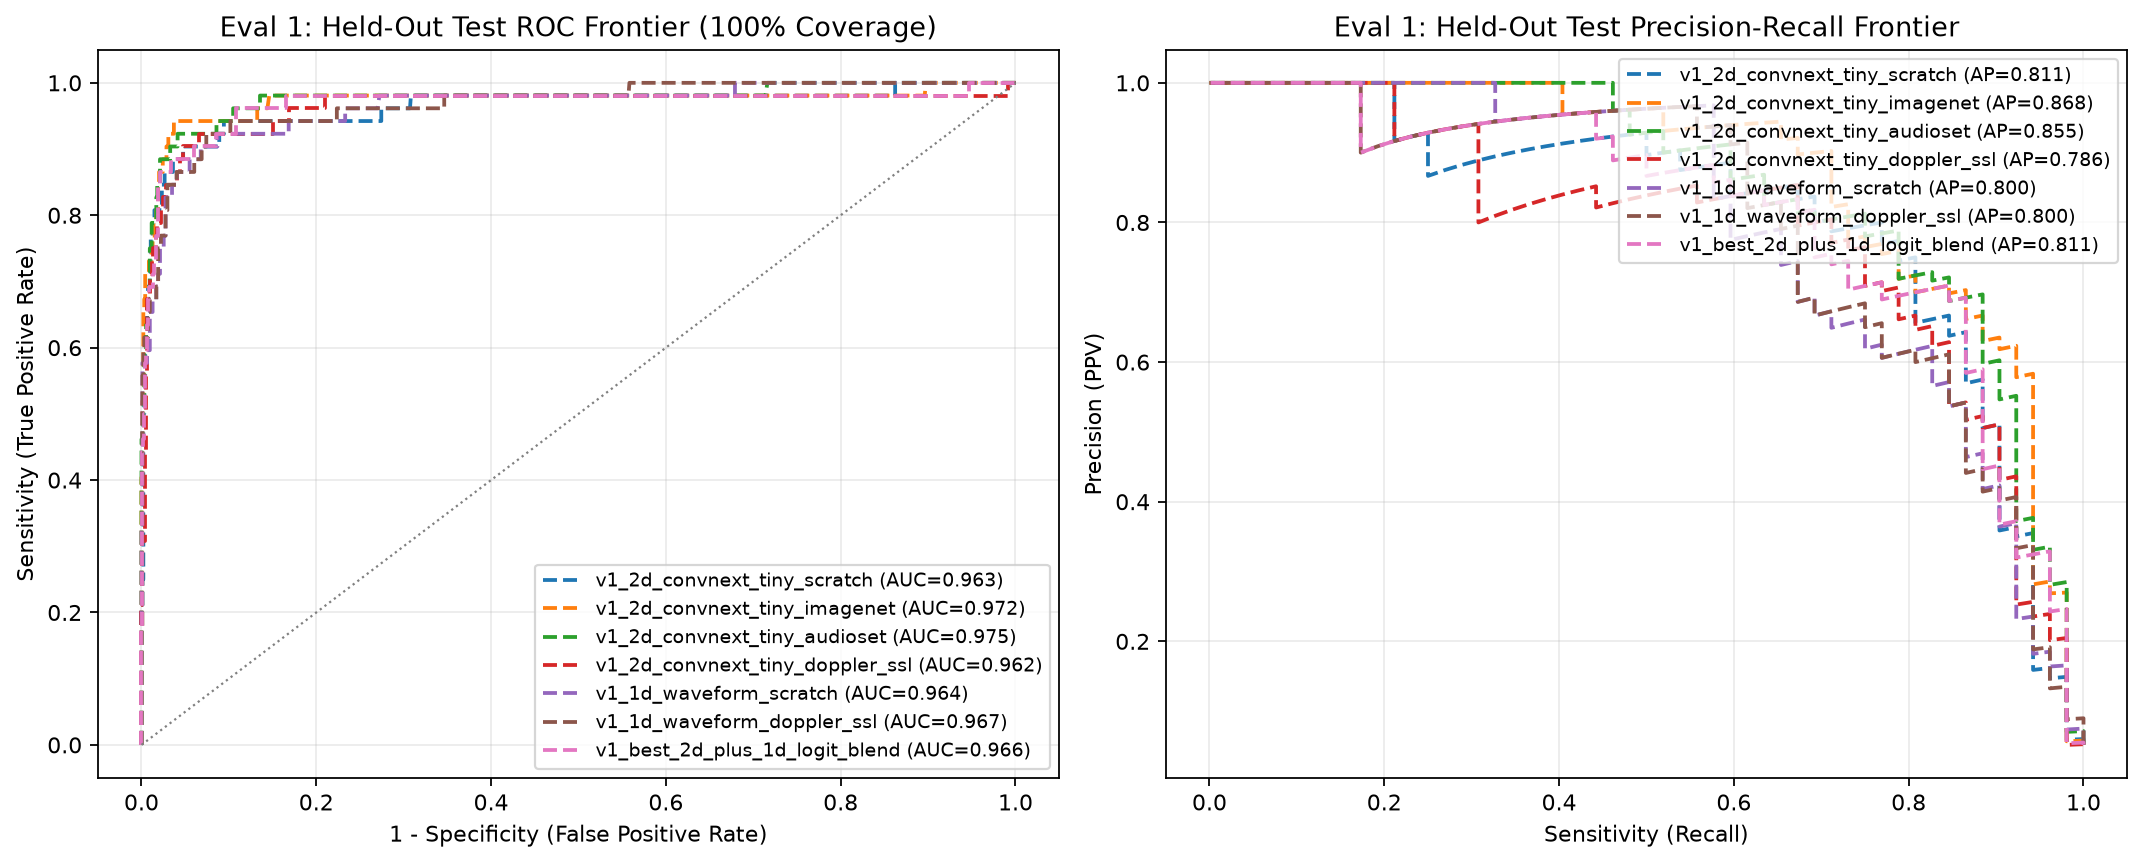 Eval 1: Held-Out Test ROC Frontier (100% Coverage)
Sensitivity (True Positive Rate)
1.0
0.8
0.6
0.4
0.2
0.0
v1_2d_convnext_tiny_scratch (AUC=0.963)
v1_2d_convnext_tiny_imagenet (AUC=0.972)
v1_2d_convnext_tiny_audioset (AUC=0.975)
v1_2d_convnext_tiny_doppler_ssl (AUC=0.962)
v1_1d_waveform_scratch (AUC=0.964)
v1_1d_waveform_doppler_ssl (AUC=0.967)
v1_best_2d_plus_1d_logit_blend (AUC=0.966)
0.0 0.2 0.4 0.6 0.8 1.0
1 - Specificity (False Positive Rate)
Eval 1: Held-Out Test Precision-Recall Frontier
Precision (PPV)
1.0
0.8
0.6
0.4
0.2
v1_2d_convnext_tiny_scratch (AP=0.811)
v1_2d_convnext_tiny_imagenet (AP=0.868)
v1_2d_convnext_tiny_audioset (AP=0.855)
v1_2d_convnext_tiny_doppler_ssl (AP=0.786)
v1_1d_waveform_scratch (AP=0.800)
v1_1d_waveform_doppler_ssl (AP=0.800)
v1_best_2d_plus_1d_logit_blend (AP=0.811)
0.0 0.2 0.4 0.6 0.8 1.0
Sensitivity (Recall)